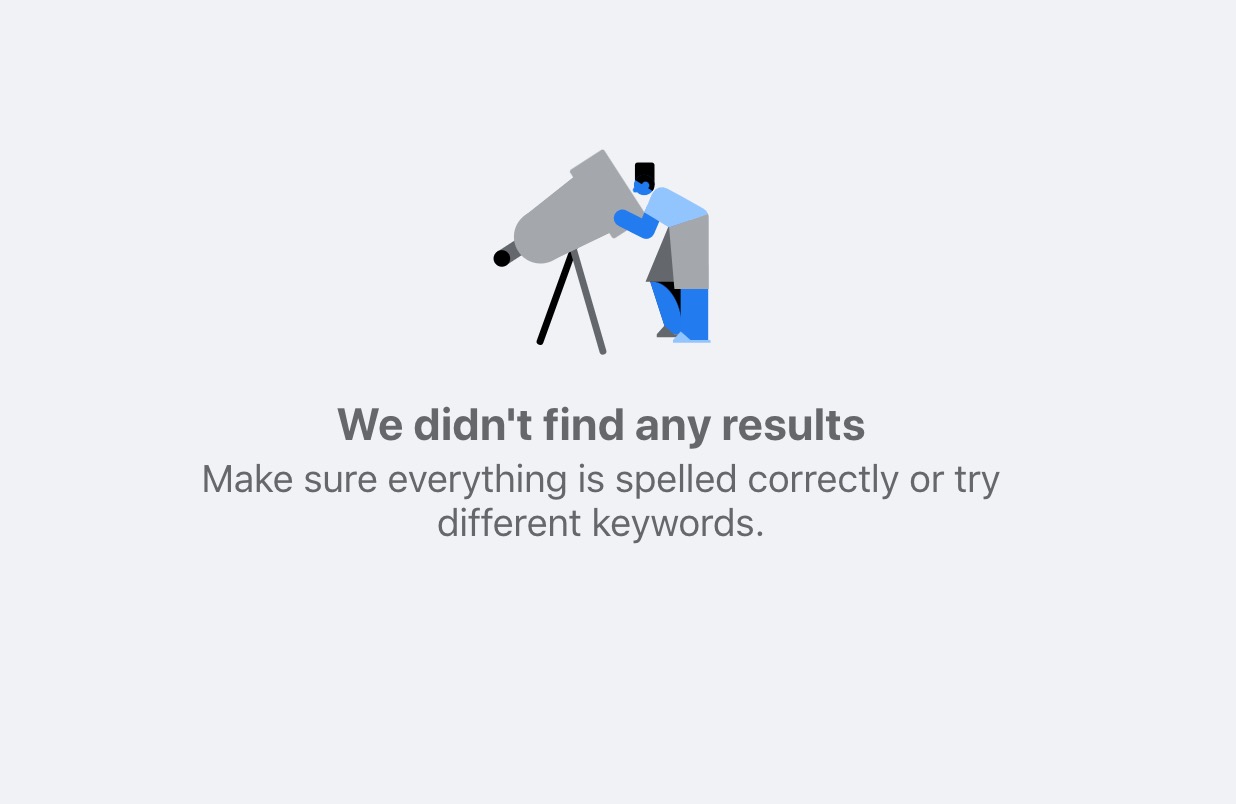 We didn't find any results
Make sure everything is spelled correctly or try
different keywords.